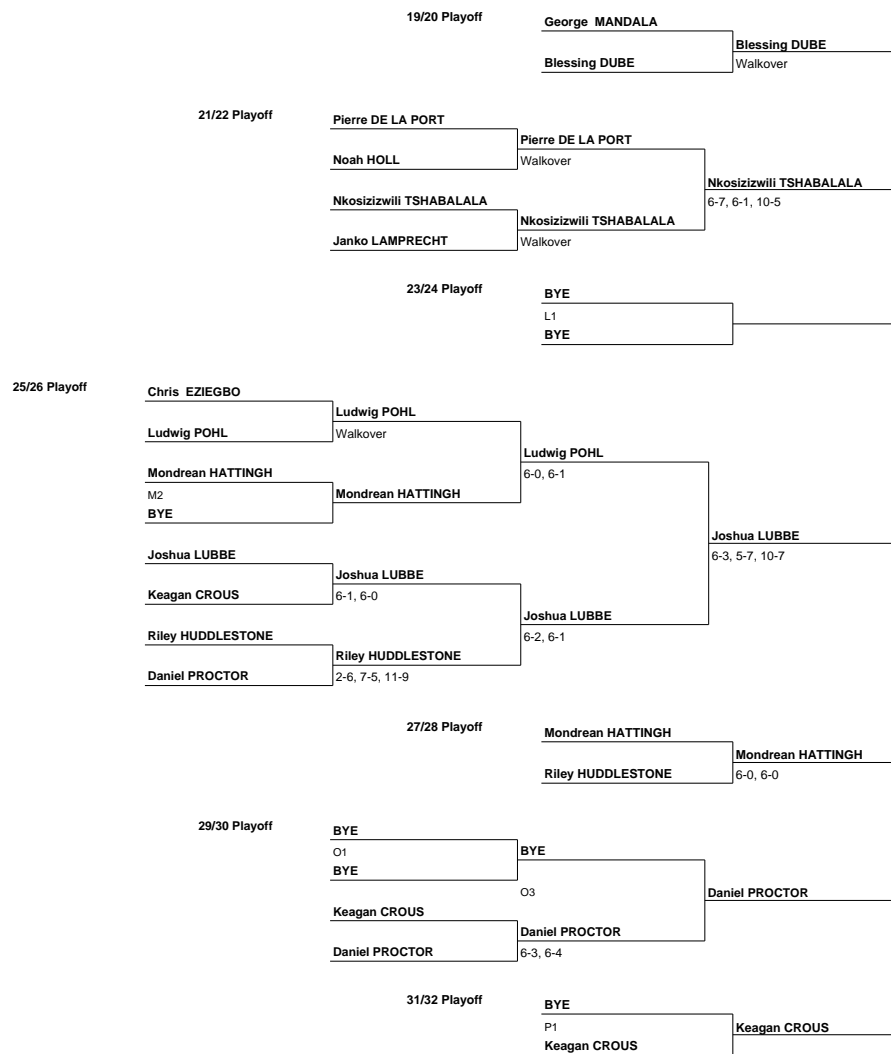 19/20 Playoff
George MANDALA
Blessing DUBE
Blessing DUBE
Walkover
21/22 Playoff
Pierre DE LA PORT
Pierre DE LA PORT
Noah HOLL
Walkover
Nkosizizwili TSHABALALA
6-7, 6-1, 10-5
Nkosizizwili TSHABALALA
Nkosizizwili TSHABALALA
Janko LAMPRECHT
Walkover
23/24 Playoff
BYE
L1
BYE
25/26 Playoff
Chris EZIEGBO
Ludwig POHL
Ludwig POHL
Walkover
Ludwig POHL
6-0, 6-1
Mondrean HATTINGH
M2
Mondrean HATTINGH
BYE
Joshua LUBBE
6-3, 5-7, 10-7
Joshua LUBBE
Joshua LUBBE
Keagan CROUS
6-1, 6-0
Joshua LUBBE
6-2, 6-1
Riley HUDDLESTONE
Riley HUDDLESTONE
Daniel PROCTOR
2-6, 7-5, 11-9
27/28 Playoff
Mondrean HATTINGH
Mondrean HATTINGH
Riley HUDDLESTONE
6-0, 6-0
29/30 Playoff
BYE
O1
BYE
BYE
O3
Daniel PROCTOR
Keagan CROUS
Daniel PROCTOR
Daniel PROCTOR
6-3, 6-4
31/32 Playoff
BYE
P1
Keagan CROUS
Keagan CROUS